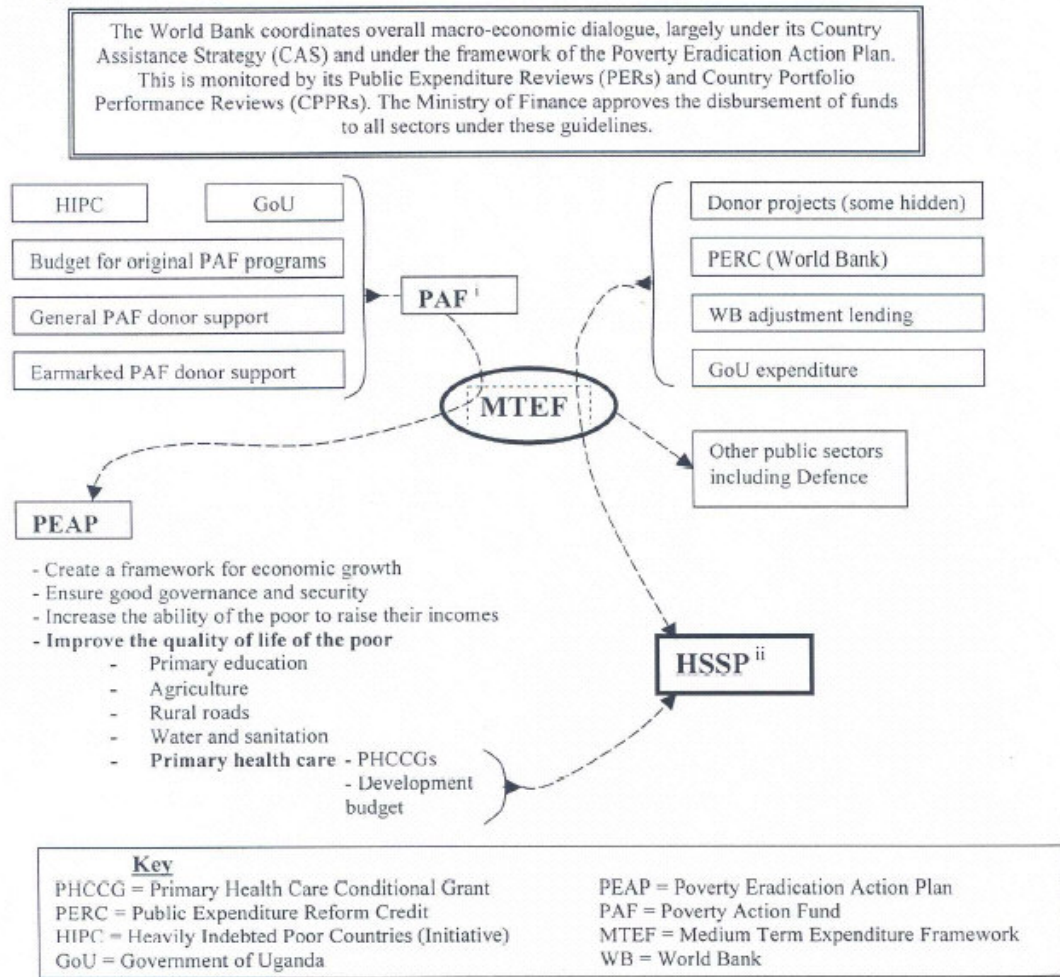 The World Bank coordinates overall macro-economic dialogue, largely under its Country
Assistance Strategy (CAS) and under the framework of the Poverty Eradication Action Plan.
This is monitored by its Public Expenditure Reviews (PERs) and Country Portfolio
Performance Reviews (CPPRs). The Ministry of Finance approves the disbursement of funds
to all sectors under these guidelines.
HIPC
GoU
Budget for original PAF programs
General PAF donor support
Earmarked PAF donor support
PAF i
Donor projects (some hidden)
PERC (World Bank)
WB adjustment lending
GoU expenditure
MTEF
Other public sectors
including Defence
PEAP
- Create a framework for economic growth
- Ensure good governance and security
- Increase the ability of the poor to raise their incomes
- Improve the quality of life of the poor
- Primary education
- Agriculture
- Rural roads
- Water and sanitation
- Primary health care - PHCCGs
- Development
budget
HSSP ii
Key
PHCCG = Primary Health Care Conditional Grant
PERC = Public Expenditure Reform Credit
HIPC = Heavily Indebted Poor Countries (Initiative)
GoU = Government of Uganda
PEAP = Poverty Eradication Action Plan
PAF = Poverty Action Fund
MTEF = Medium Term Expenditure Framework
WB = World Bank